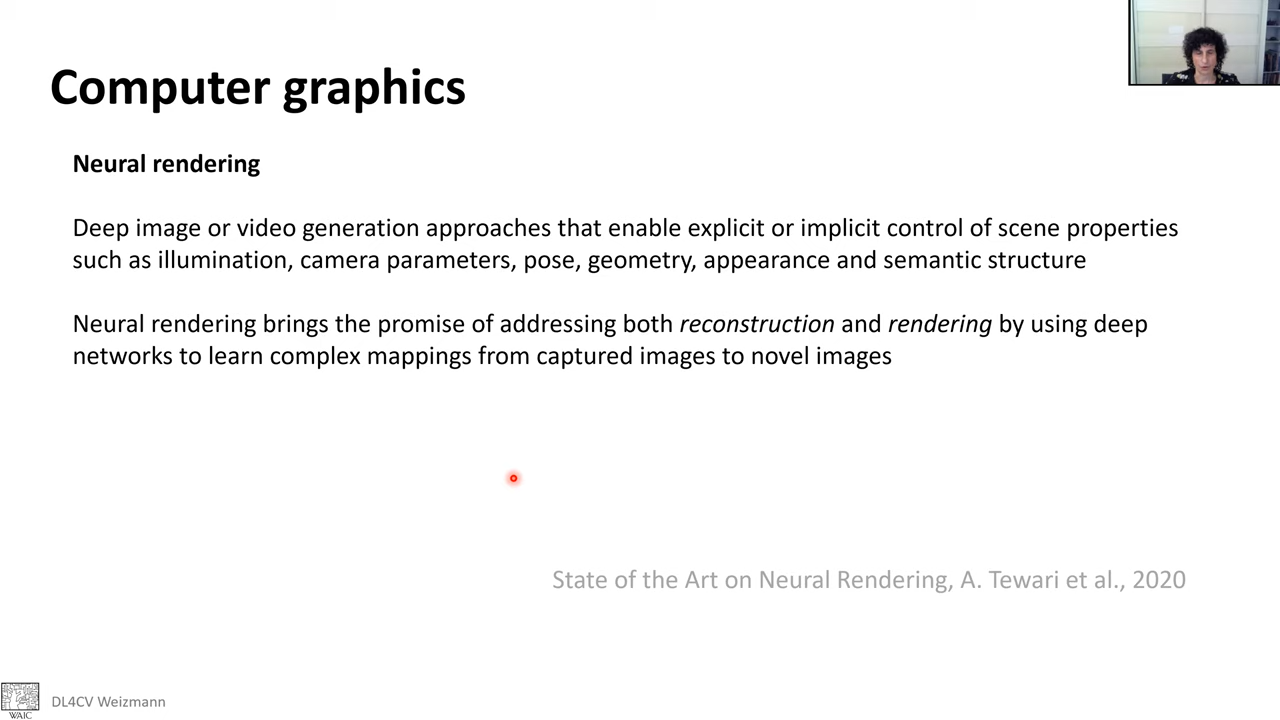 Computer graphics
Neural rendering
Deep image or video generation approaches that enable explicit or implicit control of scene properties
such as illumination, camera parameters, pose, geometry, appearance and semantic structure
Neural rendering brings the promise of addressing both reconstruction and rendering by using deep
networks to learn complex mappings from captured images to novel images
State of the Art on Neural Rendering, A. Tewari et al., 2020
WAIC
DL4CV Weizmann